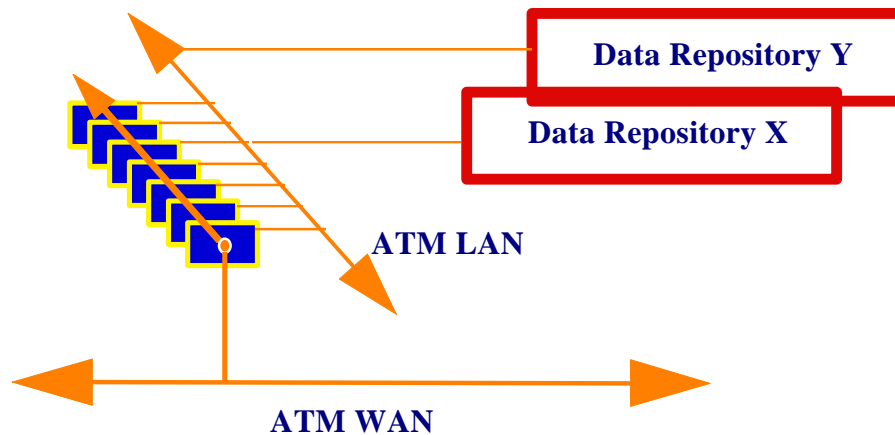 Data Repository Y
Data Repository X
ATM LAN
ATM WAN